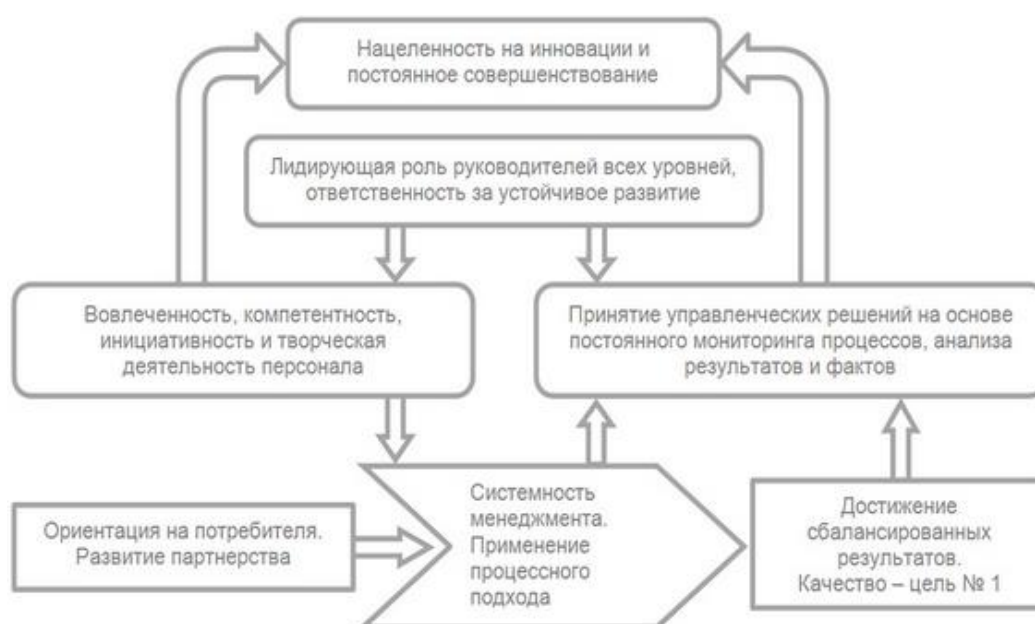 Нацеленность на инновации и
постоянное совершенствование
Лидирующая роль руководителей всех уровней,
ответственность за устойчивое развитие
Вовлеченность, компетентность,
инициативность и творческая
деятельность персонала
Принятие управленческих решений на основе
постоянного мониторинга процессов, анализа
результатов и фактов
Ориентация на потребителя.
Развитие партнерства
Системность
менеджмента.
Применение
процессного
подхода
Достижение
сбалансированных
результатов.
Качество – цель № 1